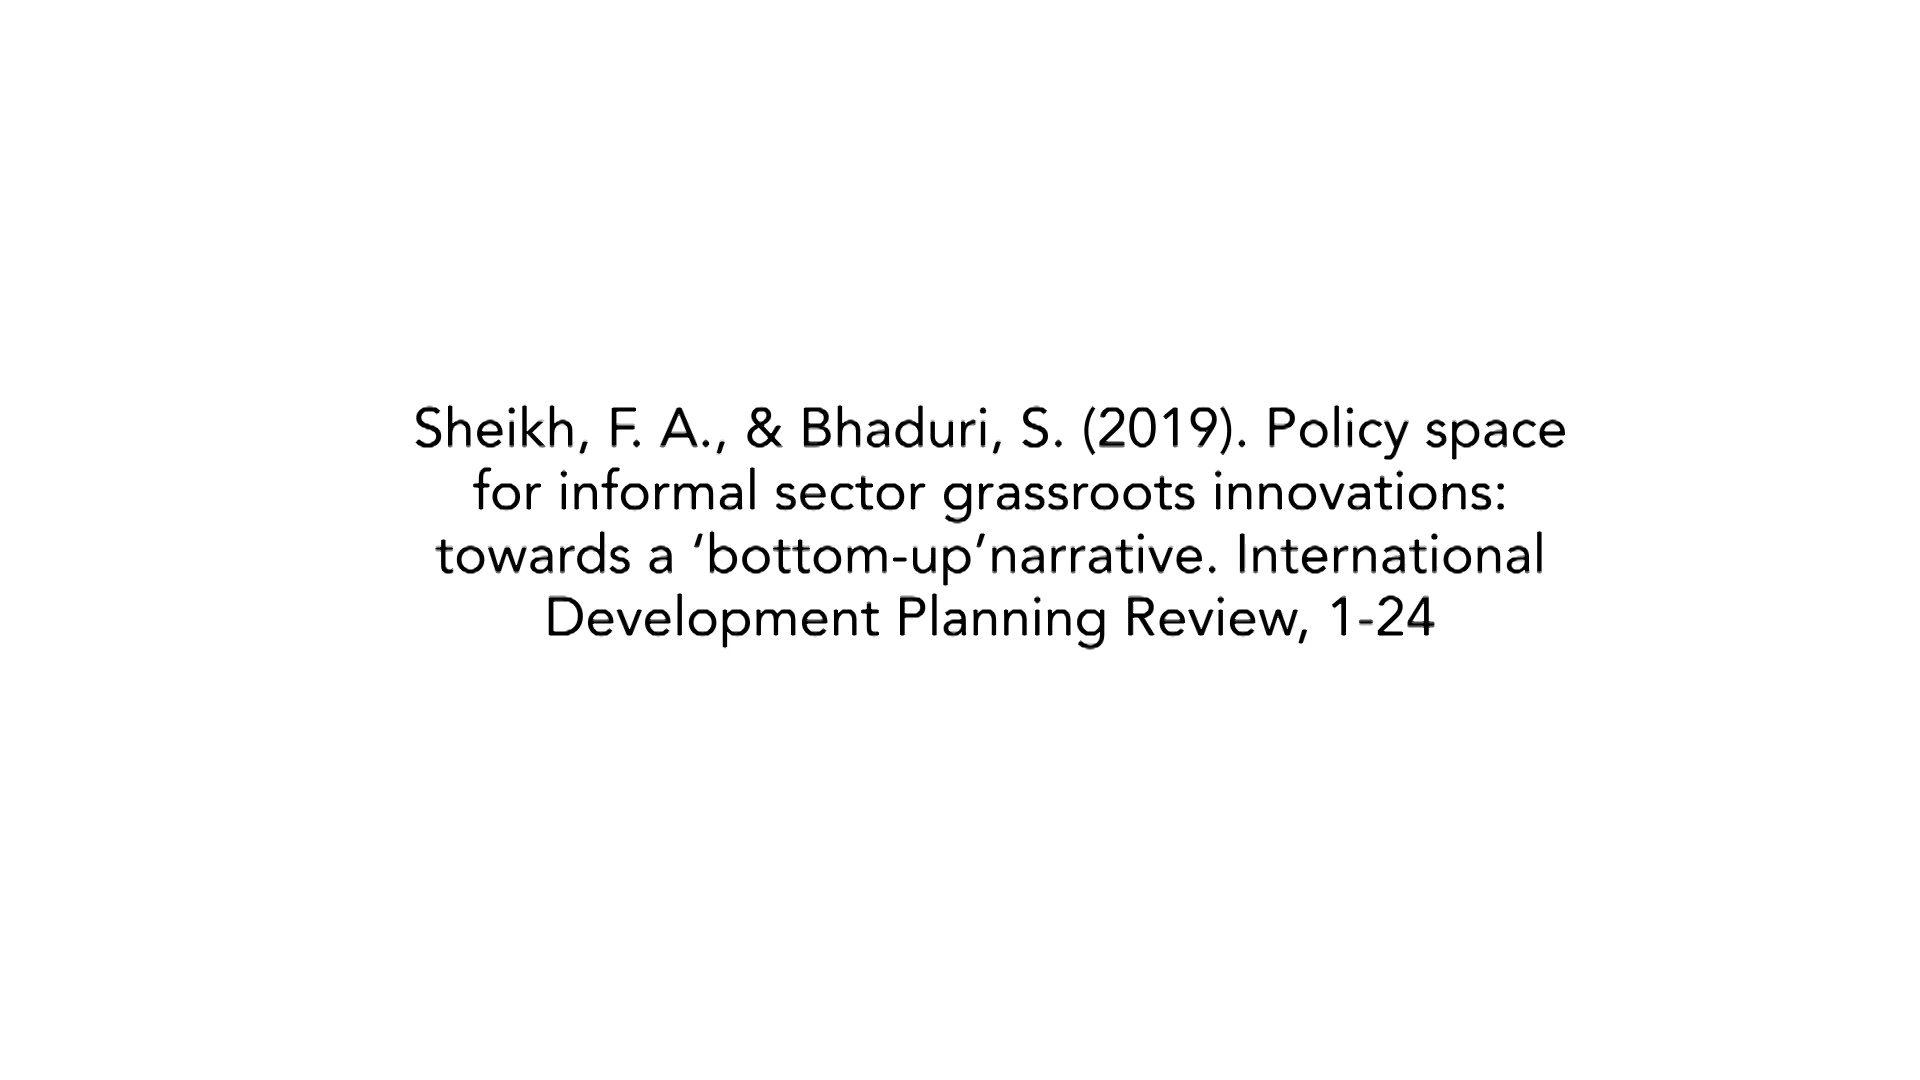 Sheikh, F. A., & Bhaduri, S. (2019). Policy space
for informal sector grassroots innovations:
towards a ‘bottom-up’narrative. International
Development Planning Review, 1-24